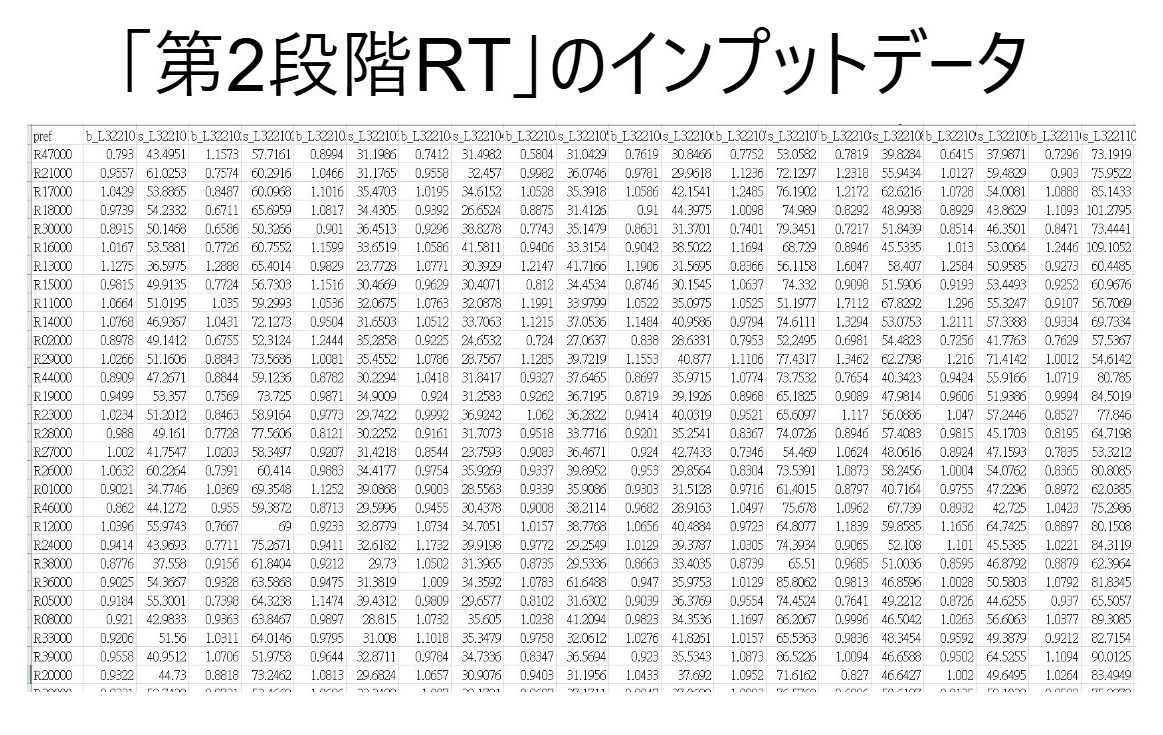 「第2段階RT」のインプットデータ
pref b_L32210 s_L322101 b_L32210 s_L322102 b_L32210 s_L32210 b_L32210 s_L32210 b_L32210 s_L32210 b_L32210 s_L32210 b_L32210 s_L32210 b_L32210 s_L32210 b_L32210 s_L32210 b_L32211 s_L322110
R47000 0.793 43.4951 1.1573 57.7161 0.8994 31.1986 0.7412 31.4982 0.5804 31.0429 0.7619 30.8466 0.7752 53.0582 0.7819 39.8284 0.6415 37.9871 0.7296 73.1919
R21000 0.9557 61.0253 0.7574 60.2916 1.0466 31.1765 0.9558 32.457 0.9982 36.0746 0.9781 29.9618 1.1236 72.1297 1.2318 55.9434 1.0127 59.4829 0.903 75.9522
R17000 1.0429 53.8865 0.8487 60.0968 1.1016 35.4703 1.0195 34.6152 1.0528 35.3918 1.0586 42.1541 1.2485 76.1902 1.2172 62.6216 1.0728 54.0081 1.0888 85.1433
R18000 0.9739 54.2332 0.6711 65.6959 1.0817 34.4305 0.9392 26.6524 0.8875 31.4126 0.91 44.3975 1.0098 74.989 0.8292 48.9938 0.8929 43.8629 1.1093 101.2795
R30000 0.8915 50.1468 0.6586 50.3266 0.901 36.4513 0.9296 38.8278 0.7743 35.1479 0.8631 31.3701 0.7401 79.3451 0.7217 51.8439 0.8514 46.3501 0.8471 73.4441
R16000 1.0167 53.5881 0.7726 60.7552 1.1599 33.6519 1.0586 41.5811 0.9406 33.3154 0.9042 38.5022 1.1694 68.729 0.8946 45.5335 1.013 53.0064 1.2446 109.1052
R13000 1.1275 36.5975 1.2888 65.4014 0.9829 23.7728 1.0771 30.3929 1.2147 41.7166 1.1906 31.5695 0.8366 56.1158 1.6047 58.407 1.2584 50.9585 0.9273 60.4485
R15000 0.9815 49.9135 0.7724 56.7303 1.1516 30.4669 0.9629 30.4071 0.812 34.4534 0.8746 30.1545 1.0637 74.332 0.9098 51.5906 0.9193 53.4493 0.9252 60.9676
R11000 1.0664 51.0195 1.035 59.2993 1.0536 32.0675 1.0763 32.0878 1.1991 33.9799 1.0522 35.0975 1.0525 51.1977 1.7112 67.8292 1.296 55.3247 0.9107 56.7069
R14000 1.0768 46.9367 1.0431 72.1273 0.9504 31.6503 1.0512 33.7063 1.1215 37.0536 1.1484 40.9586 0.9794 74.6111 1.3294 53.0753 1.2111 57.3388 0.9334 69.7334
R02000 0.8978 49.1412 0.6755 52.3124 1.2444 35.2858 0.9225 24.6532 0.724 27.0637 0.838 28.6331 0.7953 52.2495 0.6981 54.4823 0.7256 41.7763 0.7629 57.5367
R29000 1.0266 51.1606 0.8843 73.5686 1.0081 35.4552 1.0786 28.7567 1.1285 39.7219 1.1553 40.877 1.1106 77.4317 1.3462 62.2798 1.216 71.4142 1.0012 54.6142
R44000 0.8909 47.2671 0.8844 59.1236 0.8782 30.2294 1.0418 31.8417 0.9327 37.6465 0.8697 35.9715 1.0774 73.7532 0.7654 40.3423 0.9424 55.9166 1.0719 80.785
R19000 0.9499 53.357 0.7569 73.725 0.9871 34.9009 0.924 31.2583 0.9262 36.7195 0.8719 39.1926 0.8968 65.1825 0.9089 47.9814 0.9606 51.9386 0.9994 84.5019
R23000 1.0234 51.2012 0.8463 58.9164 0.9773 29.7422 0.9992 36.9242 1.062 36.2822 0.9414 40.0319 0.9521 65.6097 1.117 56.0886 1.047 57.2446 0.8527 77.846
R28000 0.988 49.161 0.7728 77.5606 0.8121 30.2252 0.9161 31.7073 0.9518 33.7716 0.9201 35.2541 0.8367 74.0726 0.8946 57.4083 0.9815 45.1703 0.8195 64.7198
R27000 1.002 41.7547 1.0203 58.3497 0.9207 31.4218 0.8544 23.7593 0.9083 36.4671 0.924 42.7433 0.7346 54.469 1.0624 48.0616 0.8924 47.1593 0.7835 53.3212
R26000 1.0632 60.2264 0.7391 60.414 0.9883 34.4177 0.9754 35.9269 0.9337 39.8952 0.953 29.8564 0.8304 73.5391 1.0873 58.2456 1.0004 54.0762 0.8365 80.8085
R01000 0.9021 34.7746 1.0369 69.3548 1.1252 39.0868 0.9003 28.5563 0.9339 35.9086 0.9303 31.5128 0.9716 61.4015 0.8797 40.7164 0.9755 47.2296 0.8972 62.0385
R46000 0.862 44.1272 0.955 59.3872 0.8713 29.5996 0.9455 30.4378 0.9008 38.2114 0.9682 28.9163 1.0497 75.678 1.0962 67.739 0.8932 42.725 1.0423 75.2986
R12000 1.0396 55.9743 0.7667 69 0.9233 32.8779 1.0734 34.7051 1.0157 38.7768 1.0656 40.4884 0.9723 64.8077 1.1839 59.8585 1.1656 64.7425 0.8897 80.1508
R24000 0.9414 43.9693 0.7711 75.2671 0.9411 32.6182 1.1732 39.9198 0.9772 29.2549 1.0129 39.3787 1.0305 74.3934 0.9065 52.108 1.101 45.5385 1.0221 84.3119
R38000 0.8776 37.558 0.9156 61.8404 0.9212 29.73 1.0502 31.3965 0.8735 29.5336 0.8663 33.4035 0.8739 65.51 0.9685 51.0036 0.8595 46.8792 0.8879 62.3964
R36000 0.9025 54.3667 0.9328 63.5868 0.9475 31.3819 1.009 34.3592 1.0783 61.6488 0.947 35.9753 1.0129 85.8062 0.9813 46.8596 1.0028 50.5803 1.0792 81.8345
R05000 0.9184 55.3001 0.7398 64.3238 1.1474 39.4312 0.9809 29.6577 0.8102 31.6302 0.9039 36.3769 0.9554 74.4524 0.7641 49.2212 0.8726 44.6255 0.937 65.5057
R08000 0.921 42.9833 0.9363 63.8467 0.9897 28.815 1.0732 35.605 1.0238 41.2094 0.9823 34.3536 1.1697 86.2067 0.9996 46.5042 1.0263 56.6063 1.0377 89.3085
R33000 0.9206 51.56 1.0311 64.0146 0.9795 31.008 1.1018 35.3479 0.9758 32.0612 1.0276 41.8261 1.0157 65.5363 0.9836 48.3454 0.9592 49.3879 0.9212 82.7154
R39000 0.9558 40.9512 1.0706 51.9758 0.9644 32.8711 0.9784 34.7336 0.8347 36.5694 0.923 35.5343 1.0873 86.5226 1.0094 46.6588 0.9502 64.5255 1.1094 90.0125
R20000 0.9322 44.73 0.8818 73.2462 1.0813 29.6824 1.0657 30.9076 0.9403 31.1956 1.0433 37.692 1.0952 71.6162 0.827 46.6427 1.002 49.6495 1.0264 83.4949